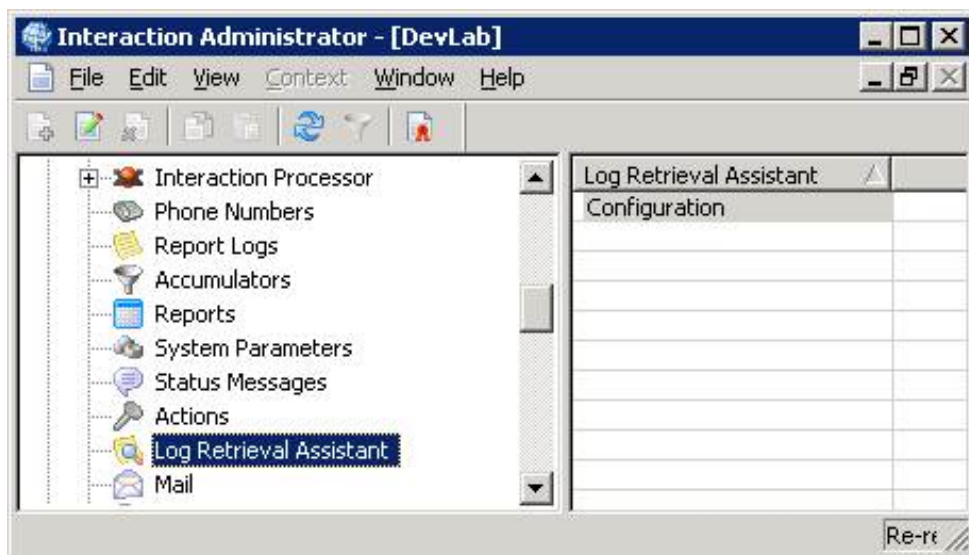 Interaction Administrator - [DevLab]
File Edit View Context Window Help
Interaction Processor
Phone Numbers
Report Logs
Accumulators
Reports
System Parameters
Status Messages
Actions
Log Retrieval Assistant
Mail
Log Retrieval Assistant
Configuration